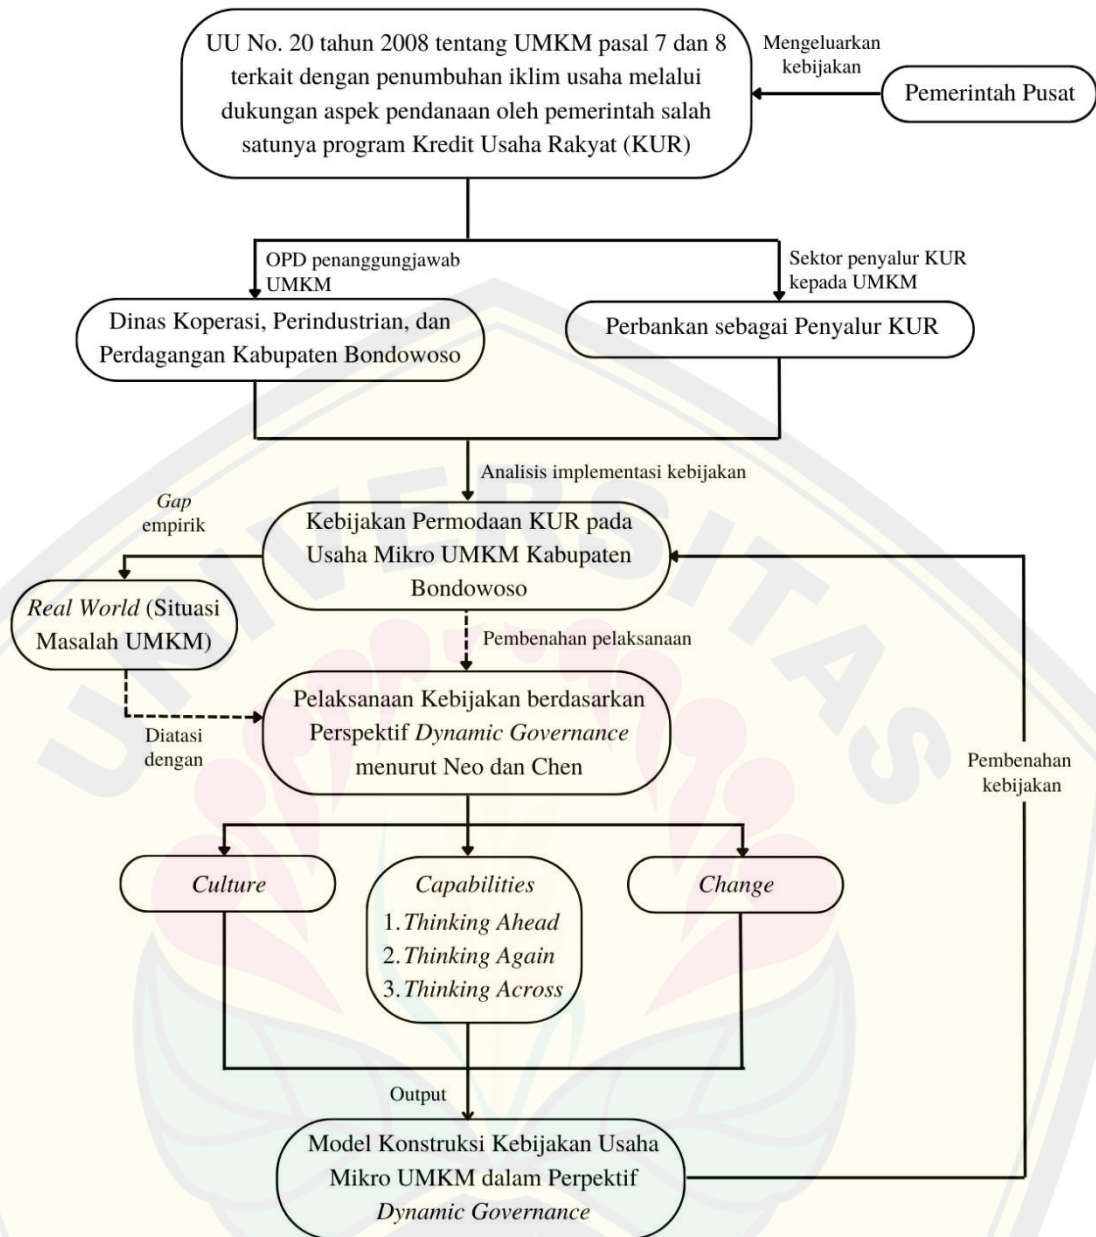 UU No. 20 tahun 2008 tentang UMKM pasal 7 dan 8
terkait dengan penumbuhan iklim usaha melalui
dukungan aspek pendanaan oleh pemerintah salah
satunya program Kredit Usaha Rakyat (KUR)
Mengeluarkan
kebijakan
Pemerintah Pusat
OPD penanggungjawab
UMKM
Sektor penyalur KUR
kepada UMKM
Dinas Koperasi, Perindustrian, dan
Perdagangan Kabupaten Bondowoso
Perbankan sebagai Penyalur KUR
Analisis implementasi kebijakan
Gap
empirik
Kebijakan Permodaan KUR pada
Usaha Mikro UMKM Kabupaten
Bondowoso
Real World (Situasi
Masalah UMKM)
Pembenahan pelaksanaan
Diatasi
dengan
Pelaksanaan Kebijakan berdasarkan
Perspektif Dynamic Governance
menurut Neo dan Chen
Pembenahan
kebijakan
Culture
Capabilities
1. Thinking Ahead
2. Thinking Again
3. Thinking Across
Change
Output
Model Konstruksi Kebijakan Usaha
Mikro UMKM dalam Perpektif
Dynamic Governance
UNIVERSITAS